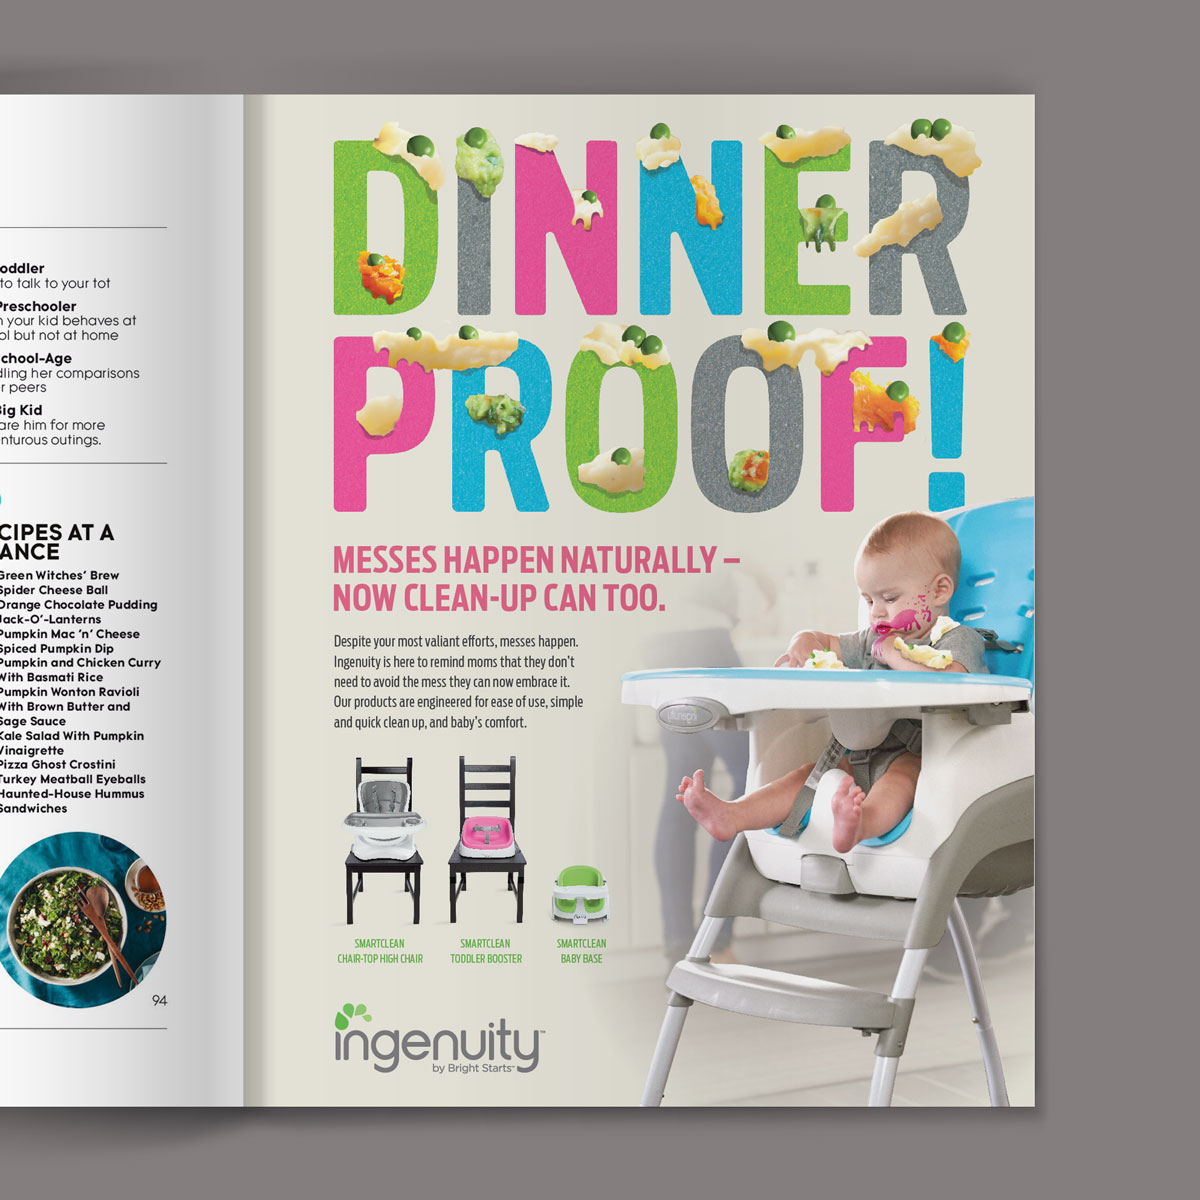 oddler
to talk to your tot
Preschooler
n your kid behaves at
ol but not at home
chool-Age
dling her comparisons
r peers
Big Kid
are him for more
nturous outings.
CIPES AT A
ANCE
Green Witches' Brew
Spider Cheese Ball
Orange Chocolate Pudding
Jack-O'-Lanterns
Pumpkin Mac 'n' Cheese
Spiced Pumpkin Dip
Pumpkin and Chicken Curry
With Basmati Rice
Pumpkin Wonton Ravioli
With Brown Butter and
Sage Sauce
Kale Salad With Pumpkin
Vinaigrette
Pizza Ghost Crostini
Turkey Meatball Eyeballs
Haunted-House Hummus
Sandwiches
94
DINNER
PROOF!
MESSES HAPPEN NATURALLY –
NOW CLEAN-UP CAN TOO.
Despite your most valiant efforts, messes happen.
Ingenuity is here to remind moms that they don't
need to avoid the mess they can now embrace it.
Our products are engineered for ease of use, simple
and quick clean up, and baby's comfort.
SMARTCLEAN
CHAIR-TOP HIGH CHAIR
SMARTCLEAN
TODDLER BOOSTER
SMARTCLEAN
BABY BASE
ingenuity™
by Bright Starts™